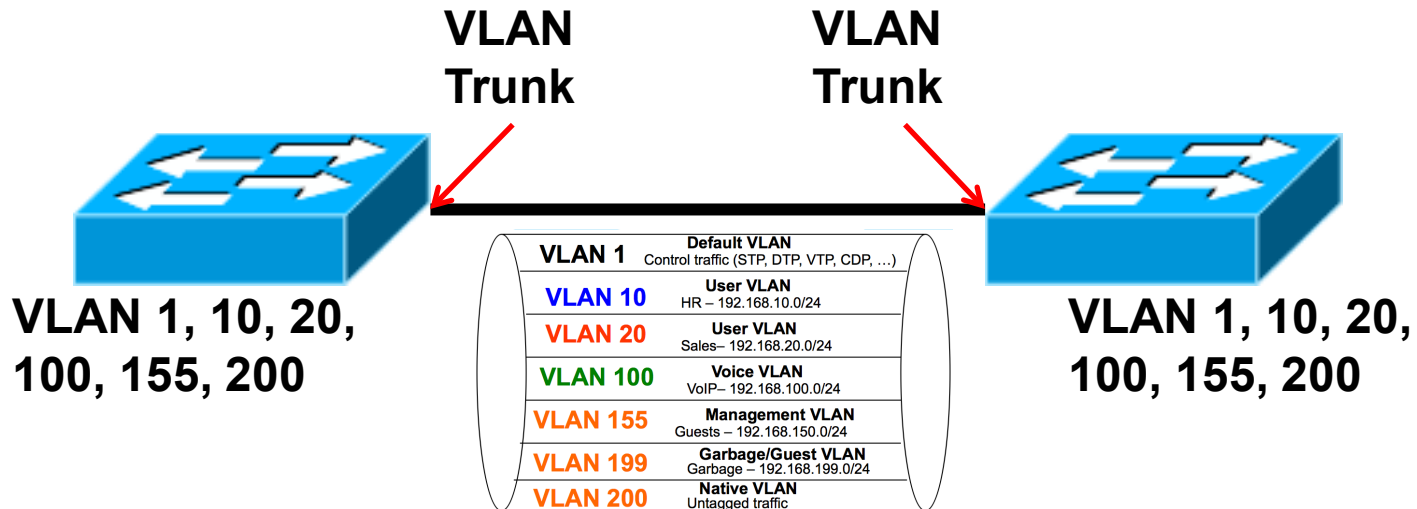 VLAN
Trunk
VLAN
Trunk
VLAN 1, 10, 20,
100, 155, 200
VLAN 1 Default VLAN
Control traffic (STP, DTP, VTP, CDP, …)
VLAN 10 User VLAN
HR – 192.168.10.0/24
VLAN 20 User VLAN
Sales– 192.168.20.0/24
VLAN 100 Voice VLAN
VoIP– 192.168.100.0/24
VLAN 155 Management VLAN
Guests – 192.168.150.0/24
VLAN 199 Garbage/Guest VLAN
Garbage – 192.168.199.0/24
VLAN 200 Native VLAN
Untagged traffic
VLAN 1, 10, 20,
100, 155, 200